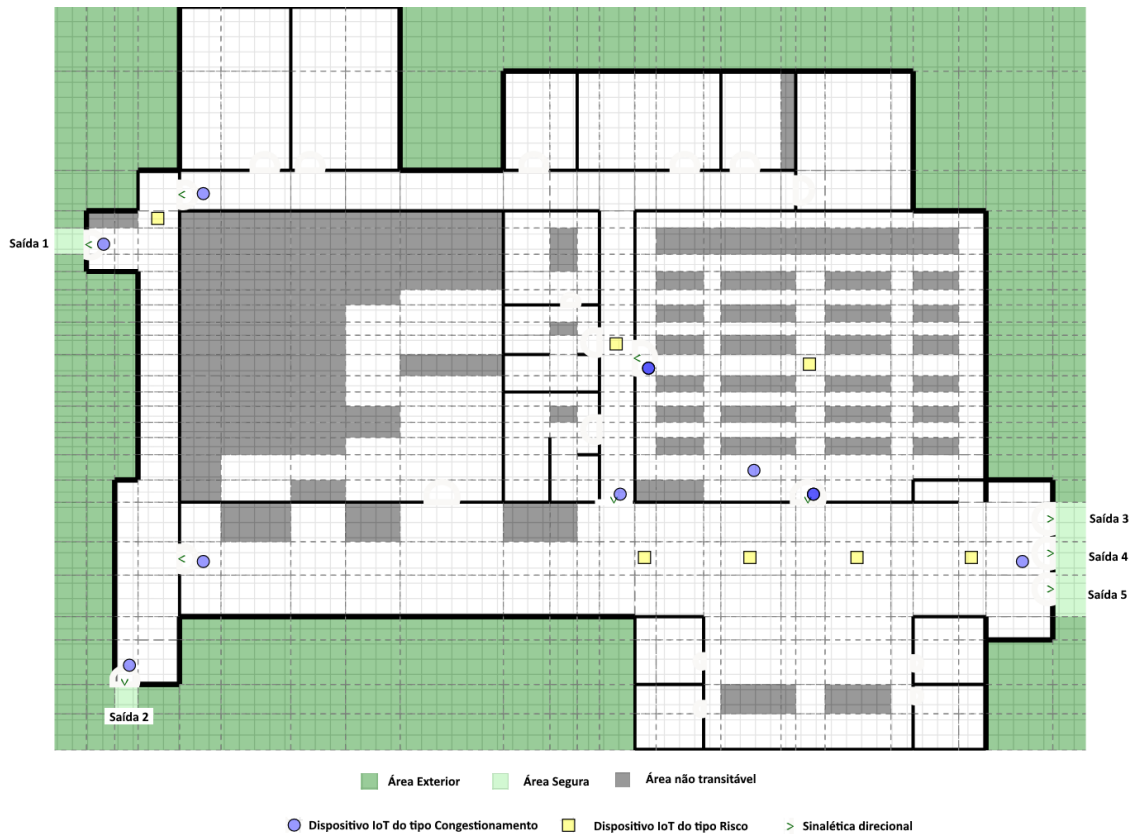 Saída 1
Saída 3
Saída 4
Saída 5
Saída 2
Área Exterior
Área Segura
Área não transitável
Dispositivo IoT do tipo Congestionamento
Dispositivo IoT do tipo Risco
Sinalética direcional